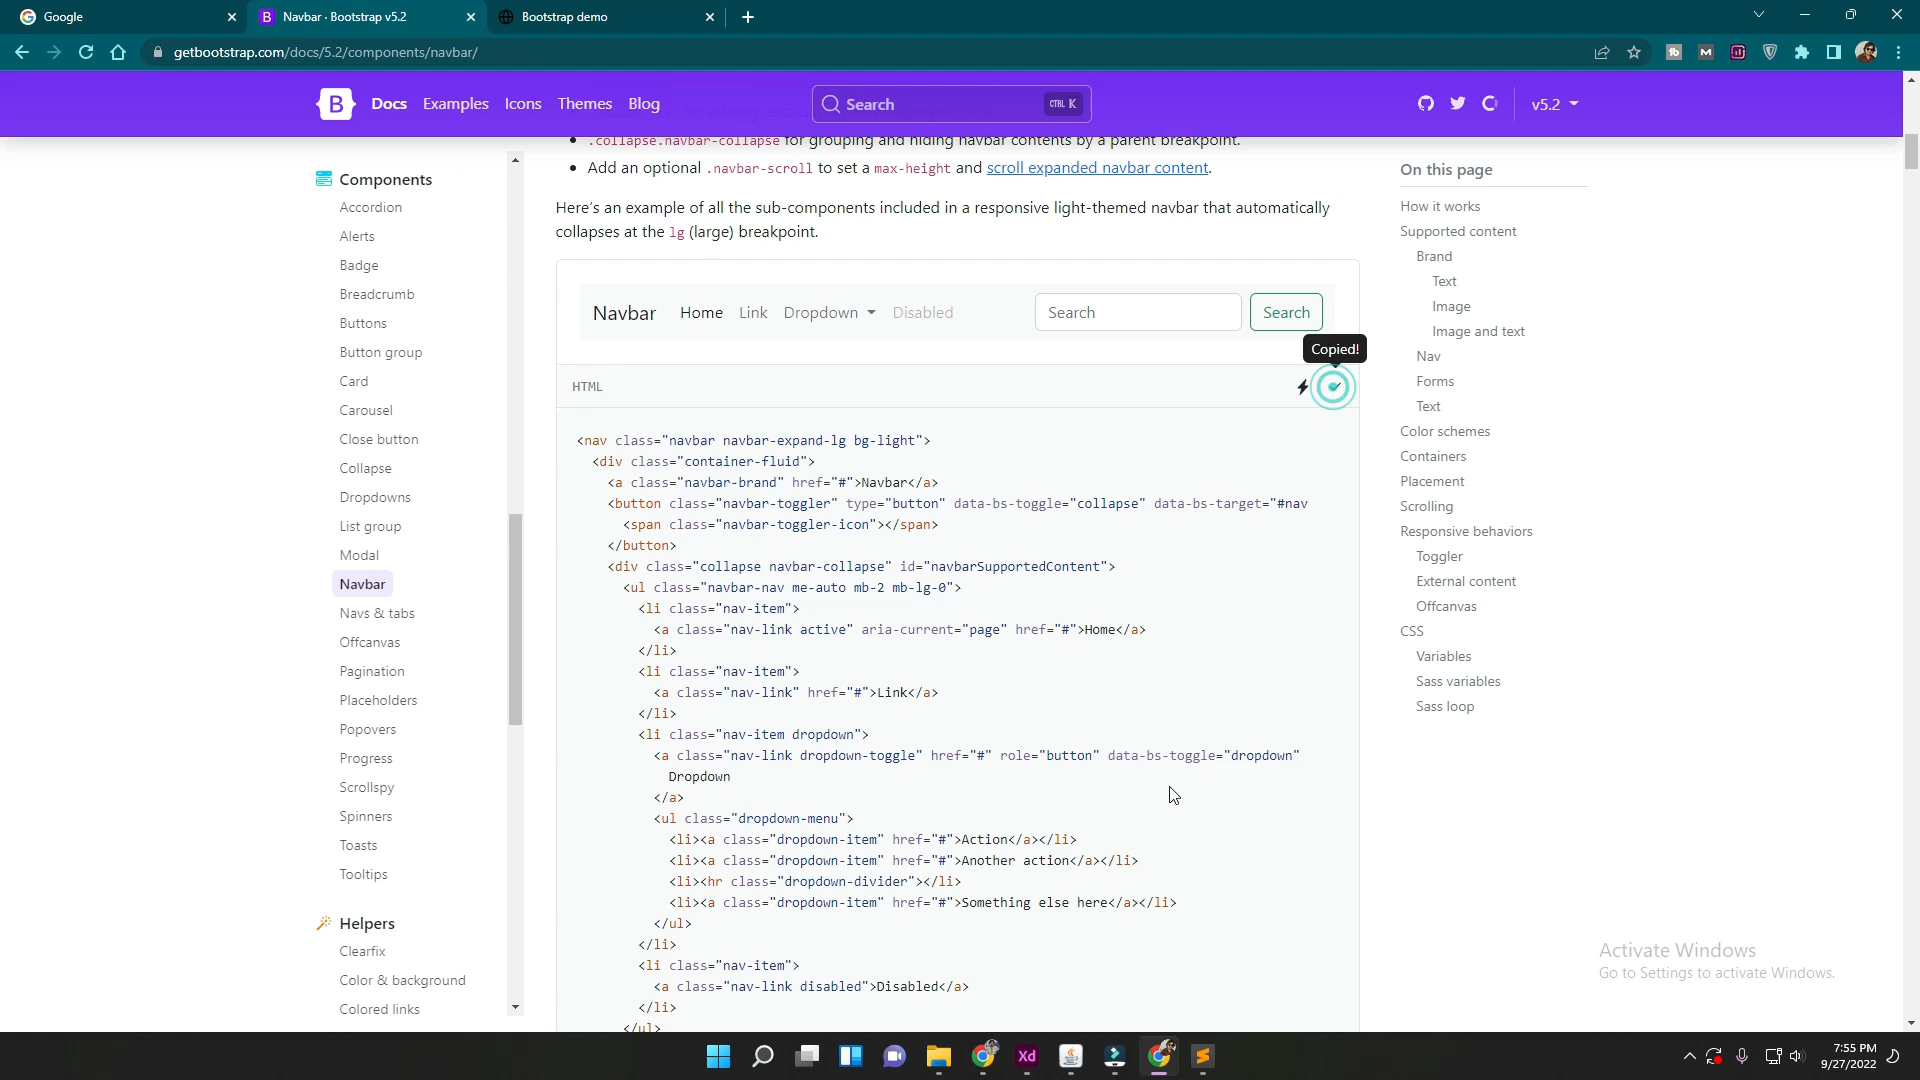 Google
Navbar · Bootstrap v5.2
Bootstrap demo
getbootstrap.com/docs/5.2/components/navbar/
B Docs Examples Icons Themes Blog
Search CTRL K
v5.2
Components
Accordion
Alerts
Badge
Breadcrumb
Buttons
Button group
Card
Carousel
Close button
Collapse
Dropdowns
List group
Modal
Navbar
Navs & tabs
Offcanvas
Pagination
Placeholders
Popovers
Progress
Scrollspy
Spinners
Toasts
Tooltips
Helpers
Clearfix
Color & background
Colored links
.collapse.navbar-collapse for grouping and hiding navbar contents by a parent breakpoint.
Add an optional .navbar-scroll to set a max-height and scroll expanded navbar content.
Here's an example of all the sub-components included in a responsive light-themed navbar that automatically
collapses at the lg (large) breakpoint.
Navbar Home Link Dropdown Disabled Search Search
Copied!
HTML
<nav class="navbar navbar-expand-lg bg-light">
<div class="container-fluid">
<a class="navbar-brand" href="#">Navbar</a>
<button class="navbar-toggler" type="button" data-bs-toggle="collapse" data-bs-target="#nav
<span class="navbar-toggler-icon"></span>
</button>
<div class="collapse navbar-collapse" id="navbarSupportedContent">
<ul class="navbar-nav me-auto mb-2 mb-lg-0">
<li class="nav-item">
<a class="nav-link active" aria-current="page" href="#">Home</a>
</li>
<li class="nav-item">
<a class="nav-link" href="#">Link</a>
</li>
<li class="nav-item dropdown">
<a class="nav-link dropdown-toggle" href="#" role="button" data-bs-toggle="dropdown"
Dropdown
</a>
<ul class="dropdown-menu">
<li><a class="dropdown-item" href="#">Action</a></li>
<li><a class="dropdown-item" href="#">Another action</a></li>
<li><hr class="dropdown-divider"></li>
<li><a class="dropdown-item" href="#">Something else here</a></li>
</ul>
</li>
<li class="nav-item">
<a class="nav-link disabled">Disabled</a>
</li>
</ul>
On this page
How it works
Supported content
Brand
Text
Image
Image and text
Nav
Forms
Text
Color schemes
Containers
Placement
Scrolling
Responsive behaviors
Toggler
External content
Offcanvas
CSS
Variables
Sass variables
Sass loop
Activate Windows
Go to Settings to activate Windows.
Xd
7:55 PM
9/27/2022